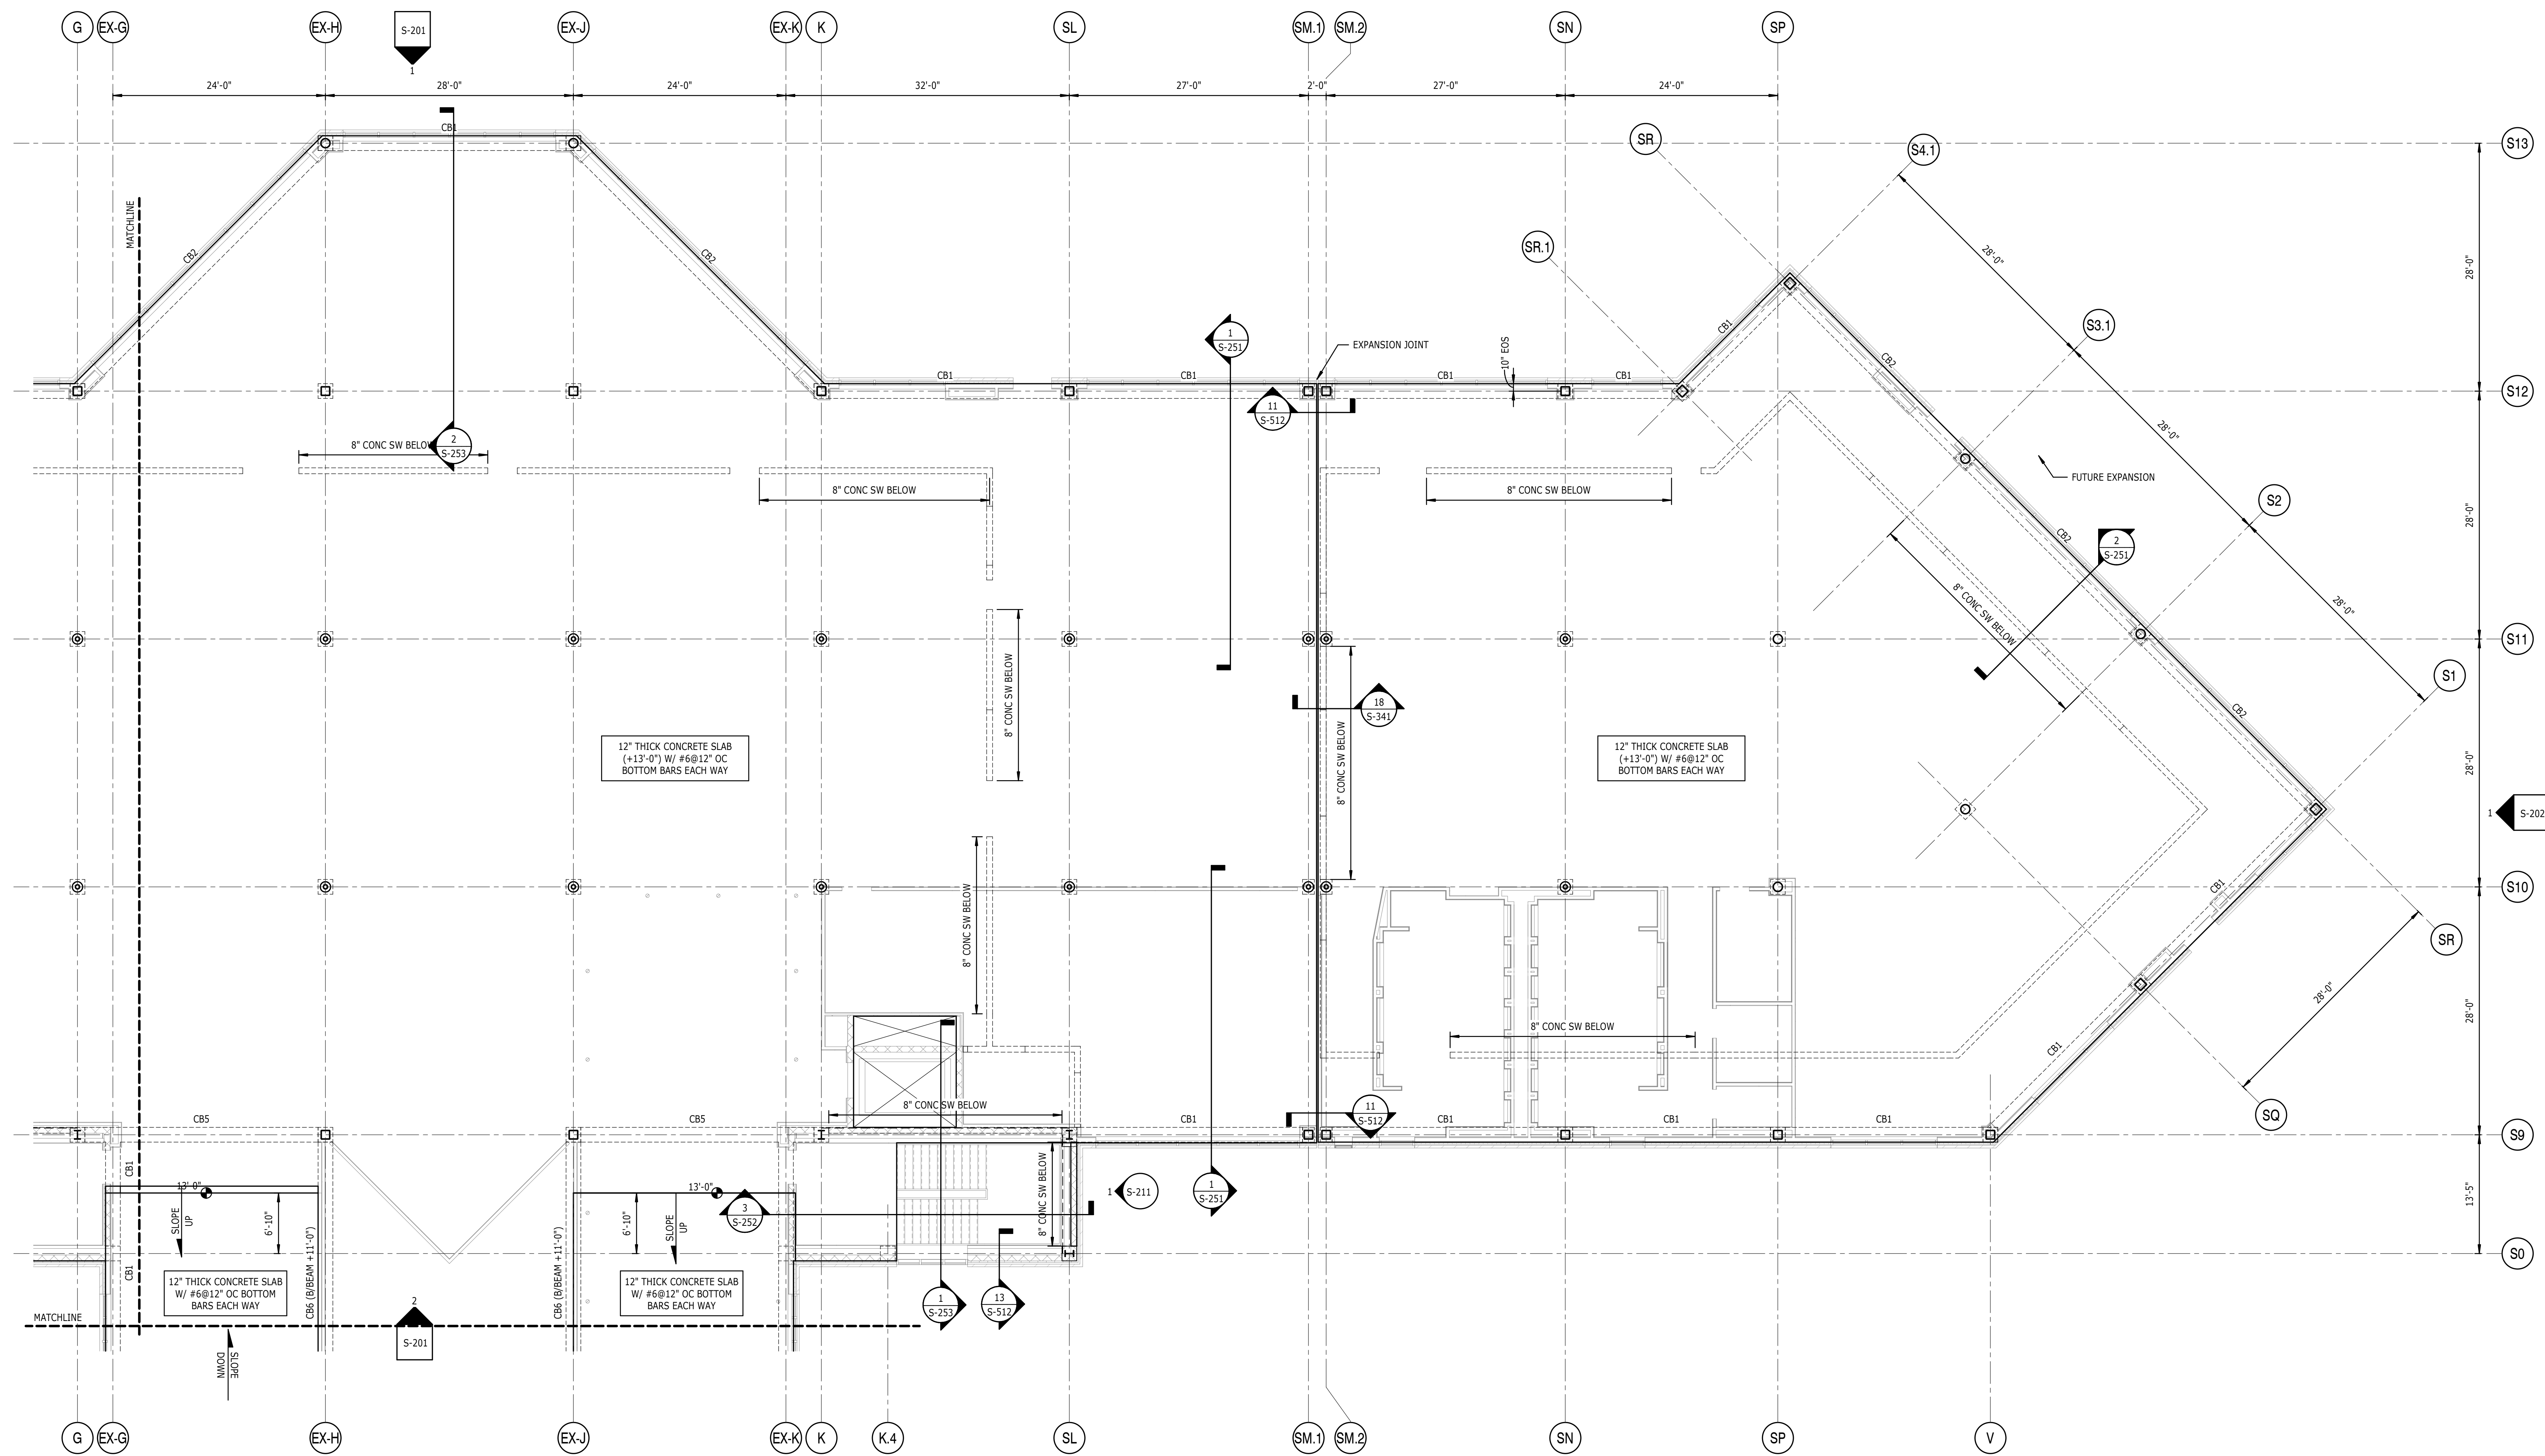 G
EX-G
EX-H
S-201
1
EX-J
EX-K
K
SL
SM.1
SM.2
SN
SP
24'-0"
28'-0"
24'-0"
32'-0"
27'-0"
2'-0"
27'-0"
24'-0"
CB1
SR
S4.1
S13
MATCHLINE
CB2
CB2
SR.1
28'-0"
28'-0"
S3.1
1
S-251
EXPANSION JOINT
10" EOS
CB1
CB1
CB1
CB1
CB1
CB2
S12
11
S-512
28'-0"
2
S-253
8" CONC SW BELOW
8" CONC SW BELOW
8" CONC SW BELOW
FUTURE EXPANSION
S2
28'-0"
CB2
2
S-251
28'-0"
8" CONC SW BELOW
S11
S1
8" CONC SW BELOW
18
S-341
CB2
8" CONC SW BELOW
12" THICK CONCRETE SLAB
(+13'-0") W/ #6@12" OC
BOTTOM BARS EACH WAY
12" THICK CONCRETE SLAB
(+13'-0") W/ #6@12" OC
BOTTOM BARS EACH WAY
28'-0"
1
S-202
S10
CB1
8" CONC SW BELOW
SR
28'-0"
28'-0"
8" CONC SW BELOW
CB1
8" CONC SW BELOW
CB5
CB5
CB1
11
S-512
CB1
CB1
CB1
SQ
S9
CB1
13'-0"
13'-0"
SLOPE
UP
6'-10"
6'-10"
SLOPE
UP
3
S-252
8" CONC SW BELOW
1
S-211
1
S-251
13'-5"
S0
CB1
12" THICK CONCRETE SLAB
W/ #6@12" OC BOTTOM
BARS EACH WAY
CB6 (B/BEAM +11'-0")
CB6 (B/BEAM +11'-0")
12" THICK CONCRETE SLAB
W/ #6@12" OC BOTTOM
BARS EACH WAY
1
S-253
13
S-512
MATCHLINE
2
S-201
SLOPE
DOWN
G
EX-G
EX-H
EX-J
EX-K
K
K.4
SL
SM.1
SM.2
SN
SP
V